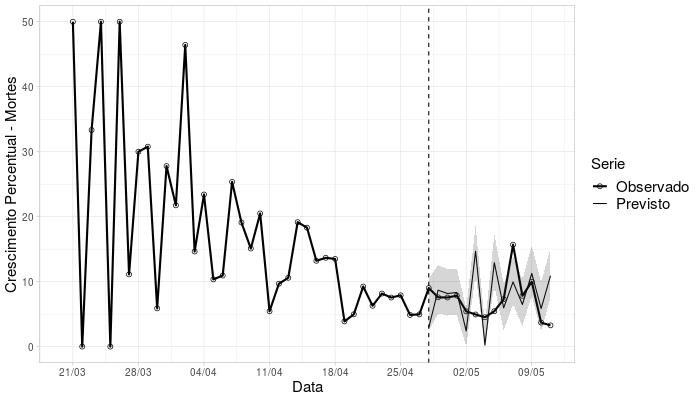 Crescimento Percentual - Mortes
50
40
30
20
10
0
21/03
28/03
04/04
11/04
18/04
25/04
02/05
09/05
Data
Serie
Observado
Previsto